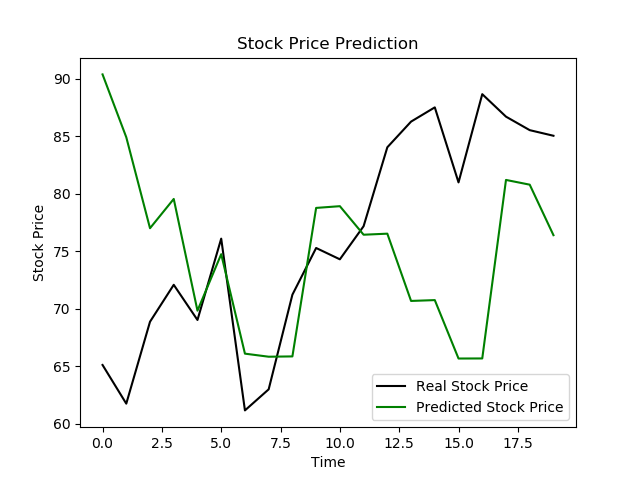 Stock Price Prediction
90
85
80
75
70
65
60
Stock Price
Real Stock Price
Predicted Stock Price
0.0 2.5 5.0 7.5 10.0 12.5 15.0 17.5
Time